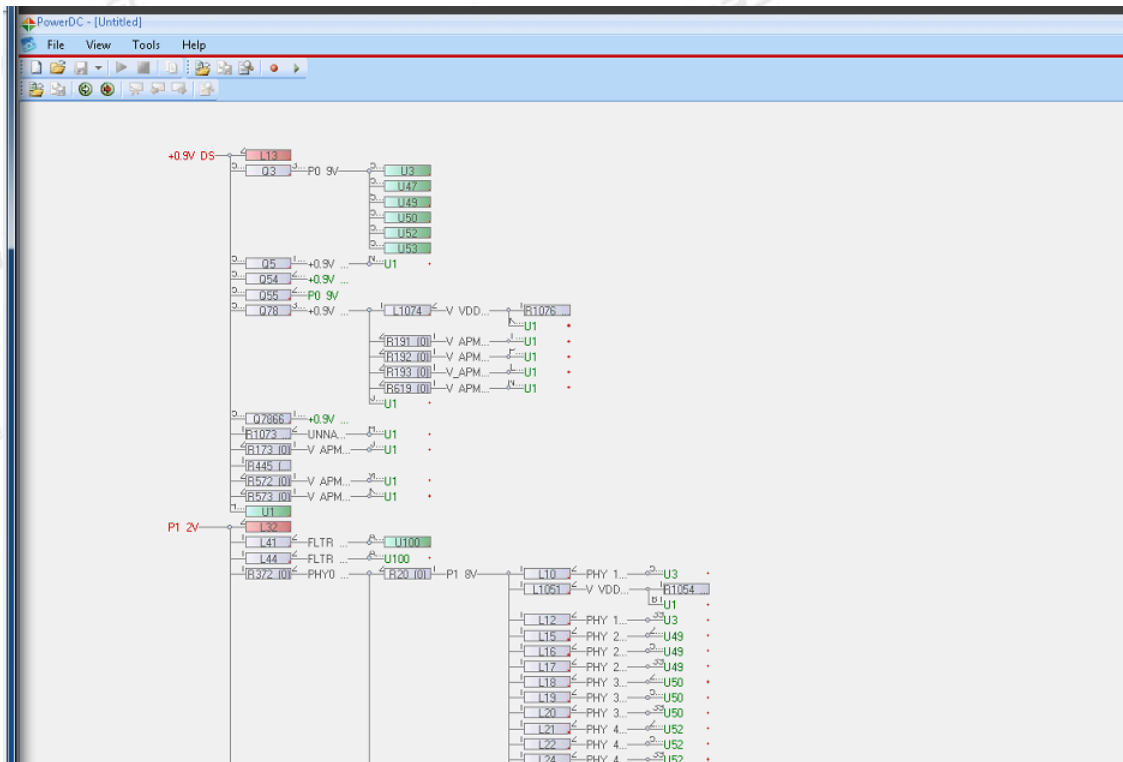 PowerDC - [Untitled]
File View Tools Help
+0.9V DS L13
Q3 P0 9V U3
U47
U49
U50
U52
U53
Q5 +0.9V ... U1
Q54 +0.9V ...
Q55 P0 9V
Q78 +0.9V ... L1074 V VDD... R1076 ...
U1
R191 (0) V APM... U1
R192 (0) V APM... U1
R193 (0) V_APM... U1
R619 (0) V APM... U1
U1
Q7866 +0.9V ...
R1073 ... UNNA... U1
R173 (0) V APM... U1
R445 (...
R572 (0) V APM... U1
R573 (0) V APM... U1
U1
P1 2V L32
L41 FLTR ... U100
L44 FLTR ... U100
R372 (0) PHY0 ... R20 (0) P1 8V L10 PHY 1... U3
L1051 V VDD... R1054 ...
U1
L12 PHY 1... U3
L15 PHY 2... U49
L16 PHY 2... U49
L17 PHY 2... U49
L18 PHY 3... U50
L19 PHY 3... U50
L20 PHY 3... U50
L21 PHY 4... U52
L22 PHY 4... U52
L24 PHY 4... U52